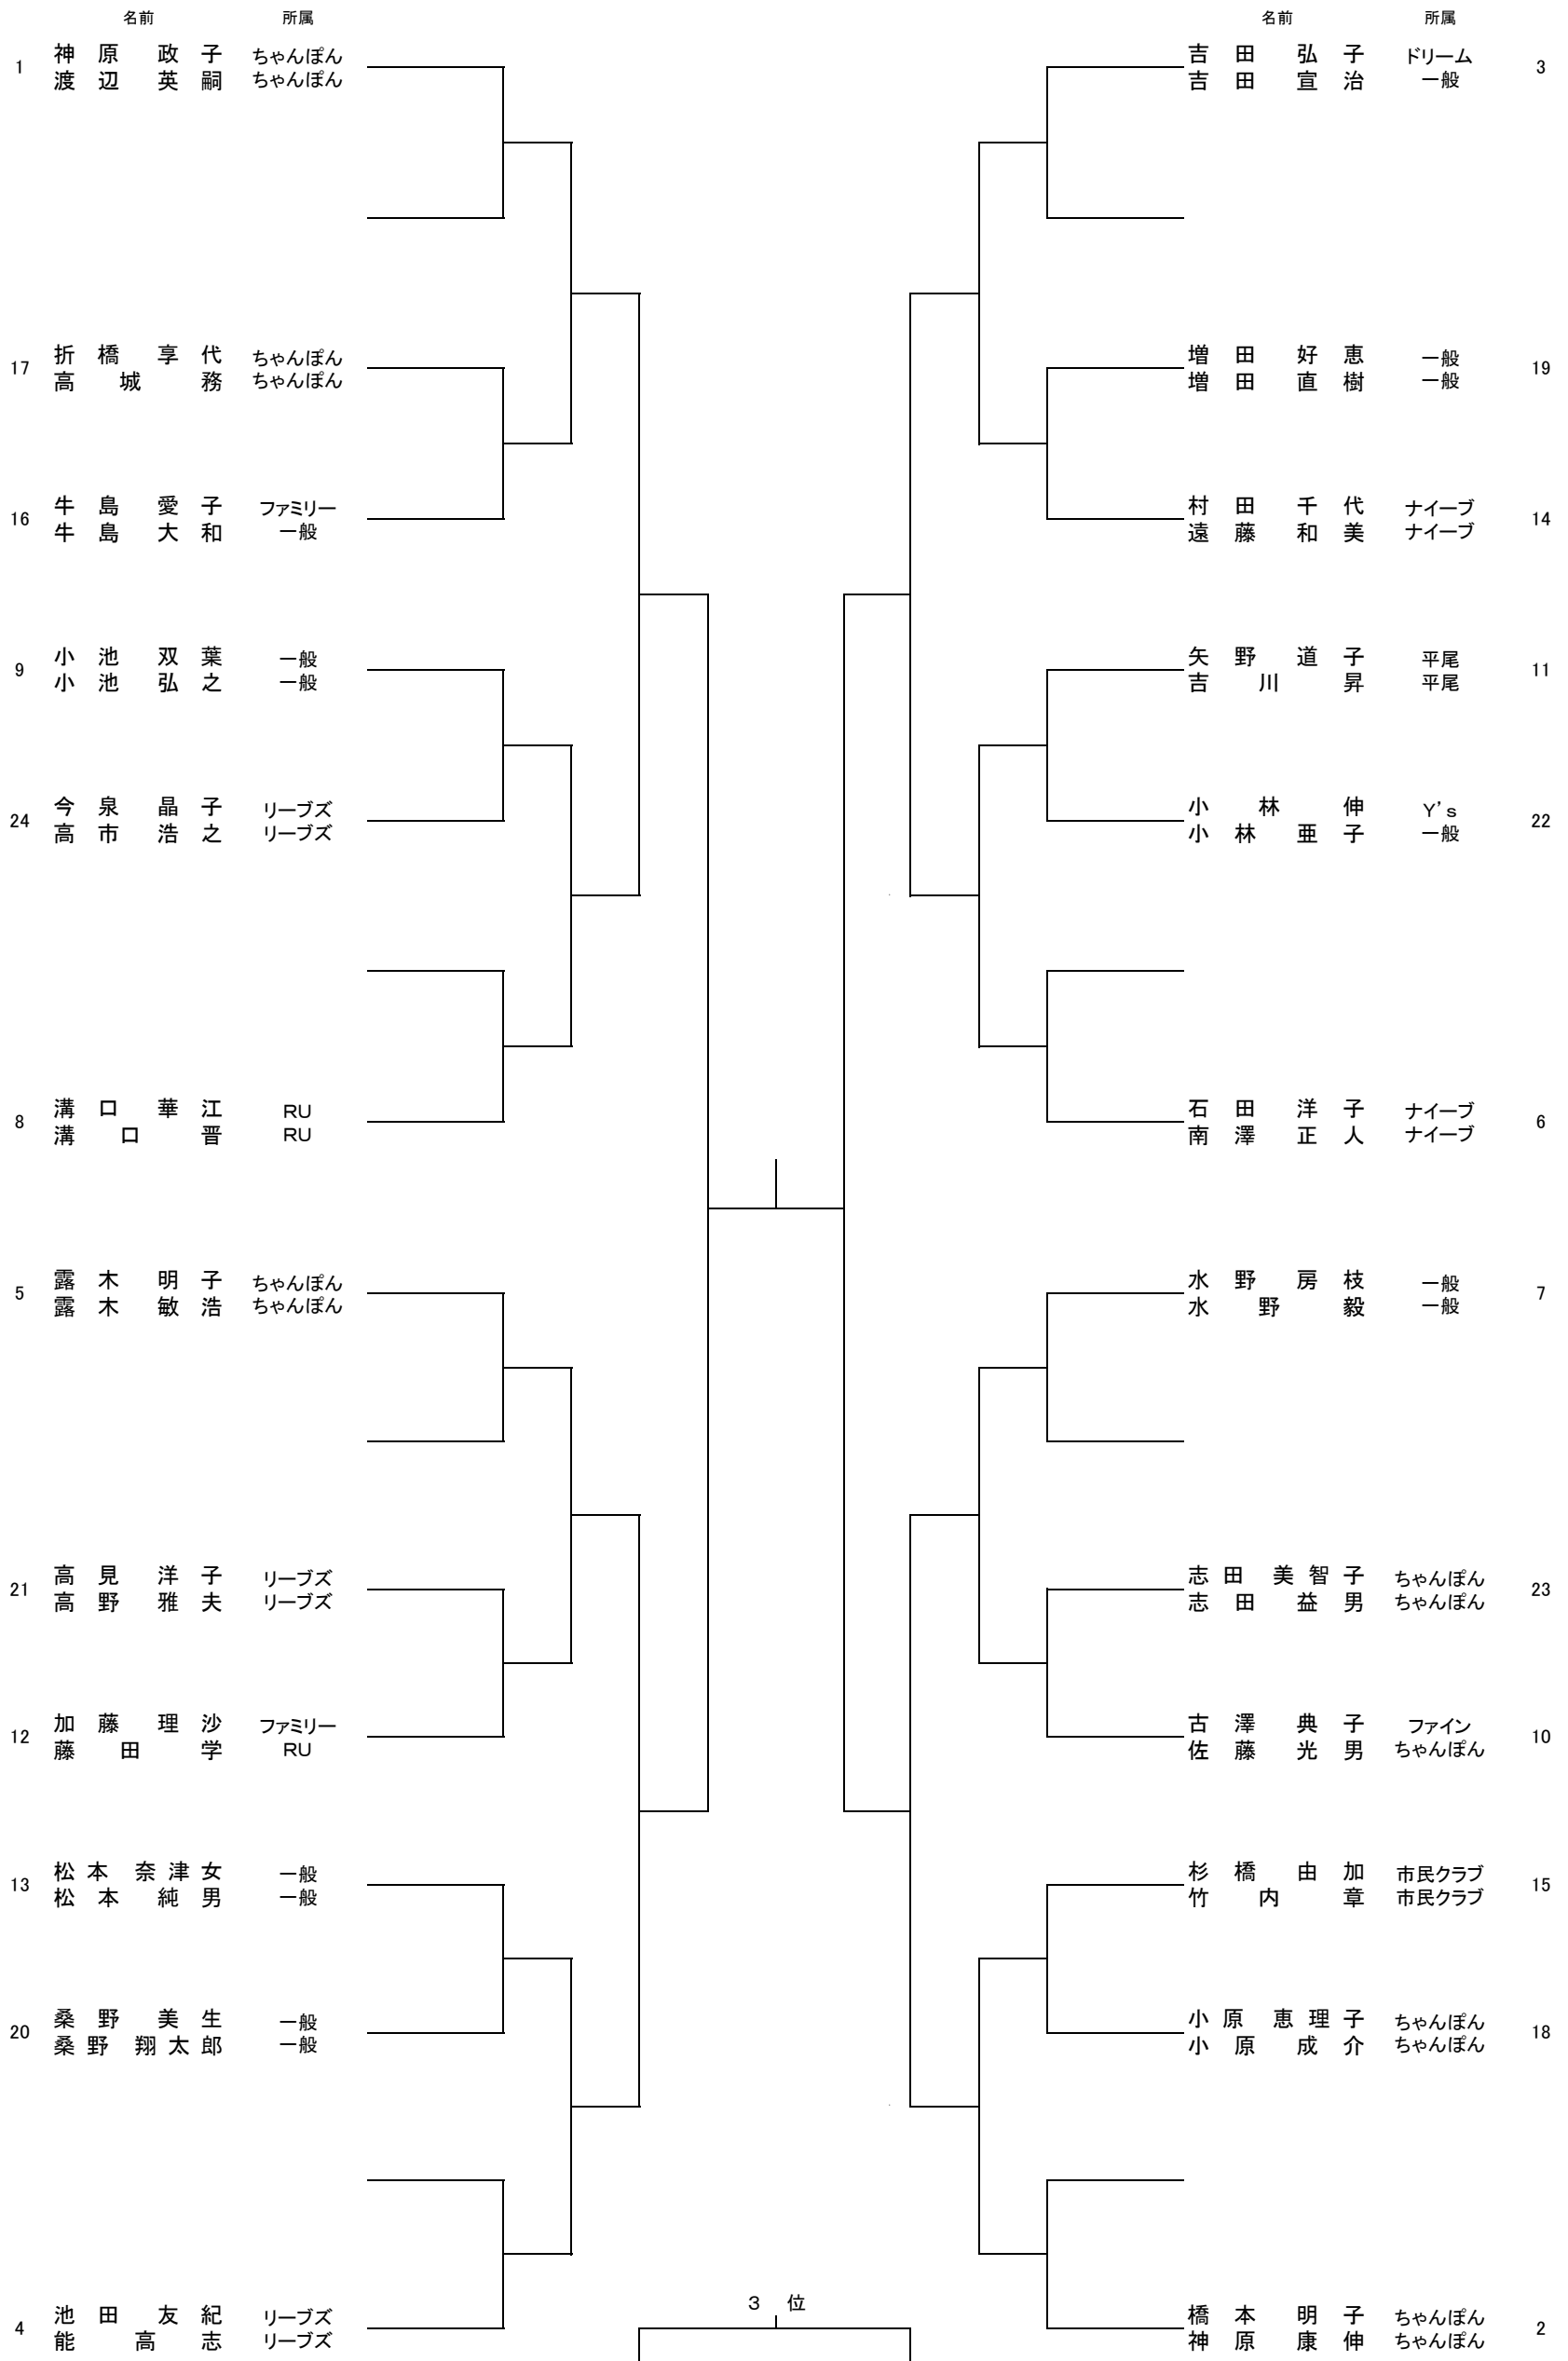 名前 所属
1 神原 政子 ちゃんぽん
渡辺 英嗣 ちゃんぽん
17 折橋 享代 ちゃんぽん
高城 務 ちゃんぽん
16 牛島 愛子 ファミリー
牛島 大和 一般
9 小池 双葉 一般
小池 弘之 一般
24 今泉 晶子 リーブズ
高市 浩之 リーブズ
8 溝口 華江 RU
溝口 晋 RU
5 露木 明子 ちゃんぽん
露木 敏浩 ちゃんぽん
21 高見 洋子 リーブズ
高野 雅夫 リーブズ
12 加藤 理沙 ファミリー
藤田 学 RU
13 松本 奈津女 一般
松本 純男 一般
20 桑野 美生 一般
桑野 翔太郎 一般
4 池田 友紀 リーブズ
能 高志 リーブズ
名前 所属
吉田 弘子 ドリーム 3
吉田 宣治 一般
増田 好恵 一般 19
増田 直樹 一般
村田 千代 ナイーブ 14
遠藤 和美 ナイーブ
矢野 道子 平尾 11
吉川 昇 平尾
小林 伸 Y's 22
小林 亜子 一般
石田 洋子 ナイーブ 6
南澤 正人 ナイーブ
水野 房枝 一般 7
水野 毅 一般
志田 美智子 ちゃんぽん 23
志田 益男 ちゃんぽん
古澤 典子 ファイン 10
佐藤 光男 ちゃんぽん
杉橋 由加 市民クラブ 15
竹内 章 市民クラブ
小原 恵理子 ちゃんぽん 18
小原 成介 ちゃんぽん
橋本 明子 ちゃんぽん 2
神原 康伸 ちゃんぽん
3 位